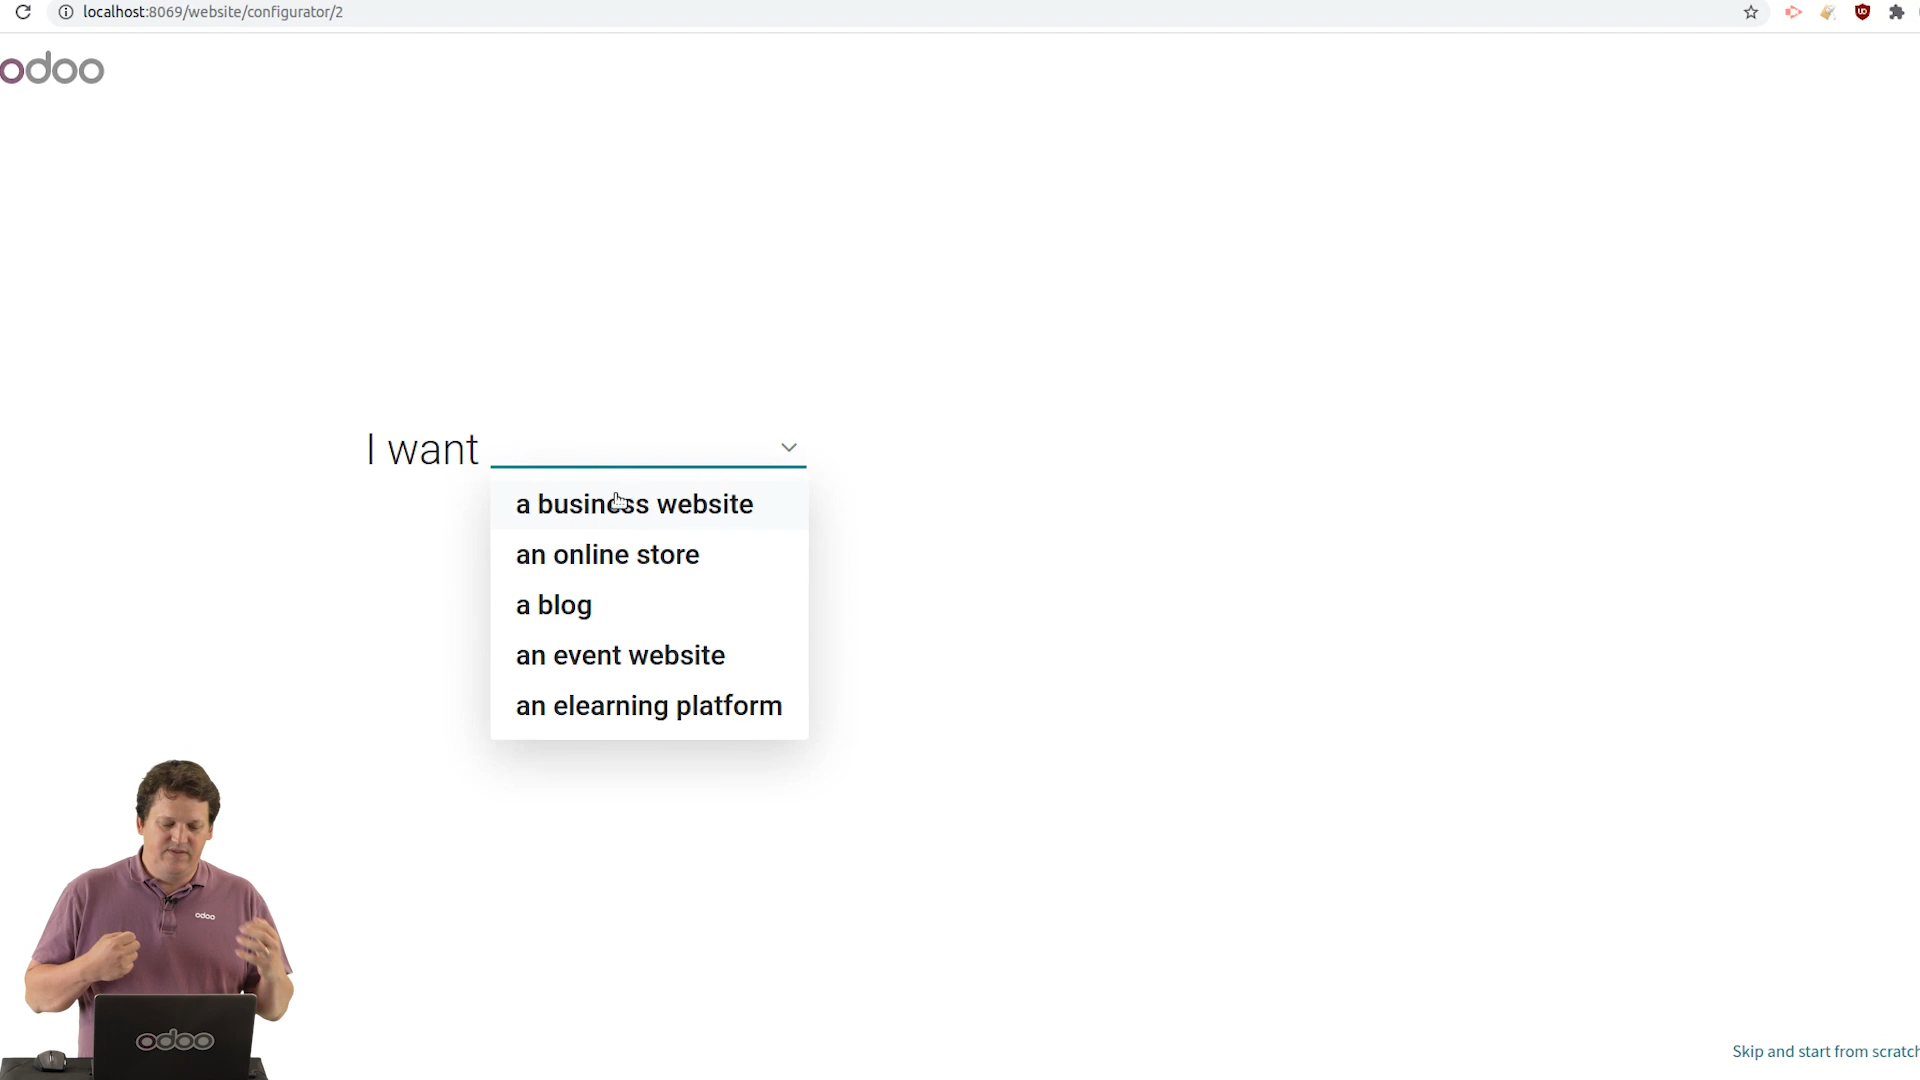 localhost:8069/website/configurator/2
odoo
I want
a business website
an online store
a blog
an event website
an elearning platform
odoo
odoo
Skip and start from scratch